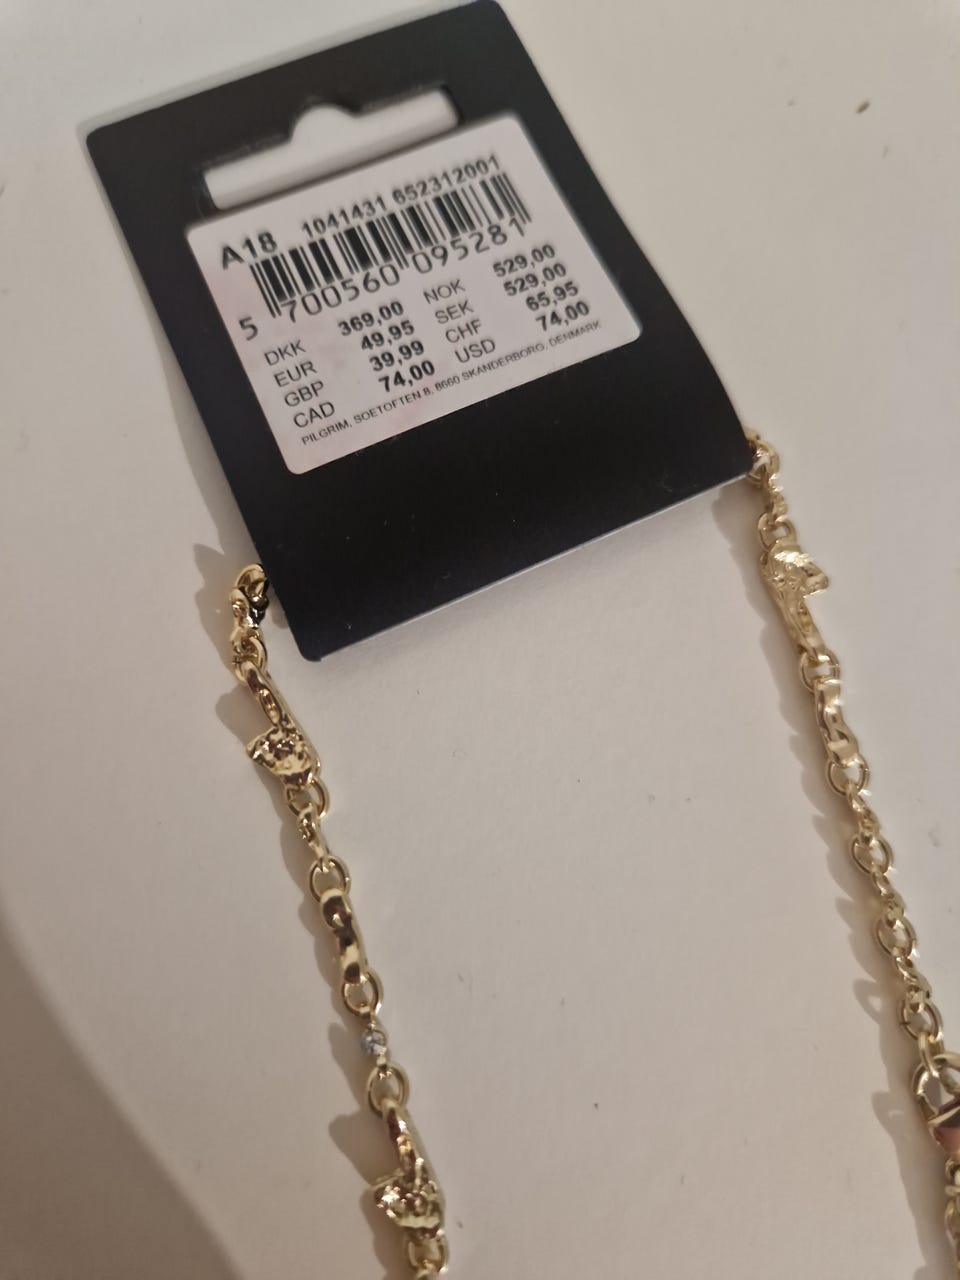 A18 1041431 652312001
5 700560 095281
DKK 369,00 NOK 529,00
EUR 49,95 SEK 529,00
GBP 39,99 CHF 65,95
CAD 74,00 USD 74,00
PILGRIM, SOETOFTEN 8, 8660 SKANDERBORG, DENMARK